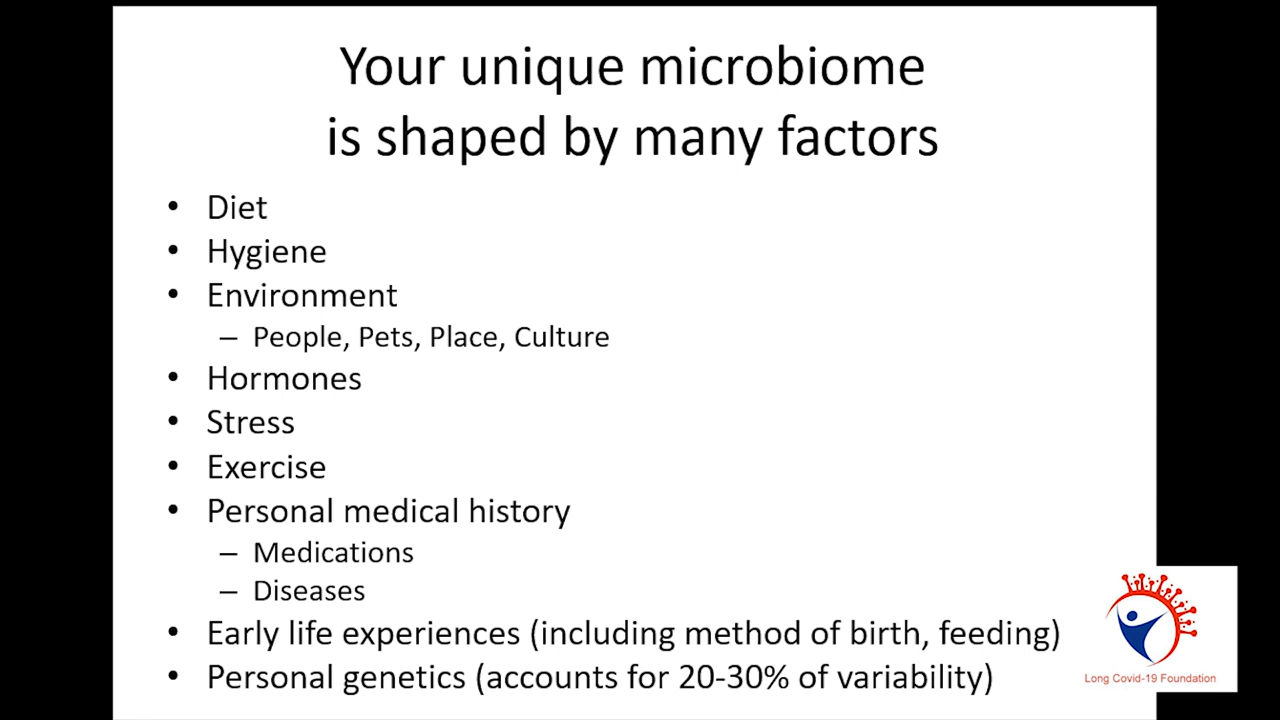 Your unique microbiome
is shaped by many factors
• Diet
• Hygiene
• Environment
– People, Pets, Place, Culture
• Hormones
• Stress
• Exercise
• Personal medical history
– Medications
– Diseases
• Early life experiences (including method of birth, feeding)
• Personal genetics (accounts for 20-30% of variability)
Long Covid-19 Foundation